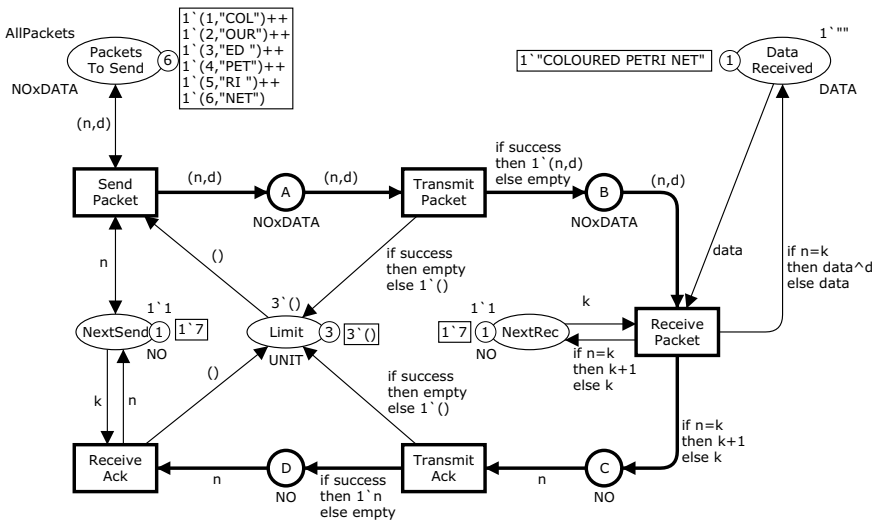 AllPackets
Packets
To Send
6
NOxDATA
1`(1,"COL")++
1`(2,"OUR")++
1`(3,"ED ")++
1`(4,"PET")++
1`(5,"RI ")++
1`(6,"NET")
1`""
1`"COLOURED PETRI NET"
1
Data
Received
DATA
(n,d)
Send
Packet
(n,d)
A
NOxDATA
(n,d)
Transmit
Packet
if success
then 1`(n,d)
else empty
B
NOxDATA
(n,d)
n
()
if success
then empty
else 1`()
data
if n=k
then data^d
else data
1`1
NextSend
1
1`7
NO
3`()
Limit
3
3`()
UNIT
1`1
1`7
1
NextRec
NO
k
if n=k
then k+1
else k
Receive
Packet
k
n
()
if success
then empty
else 1`()
if n=k
then k+1
else k
Receive
Ack
n
D
NO
if success
then 1`n
else empty
Transmit
Ack
n
C
NO